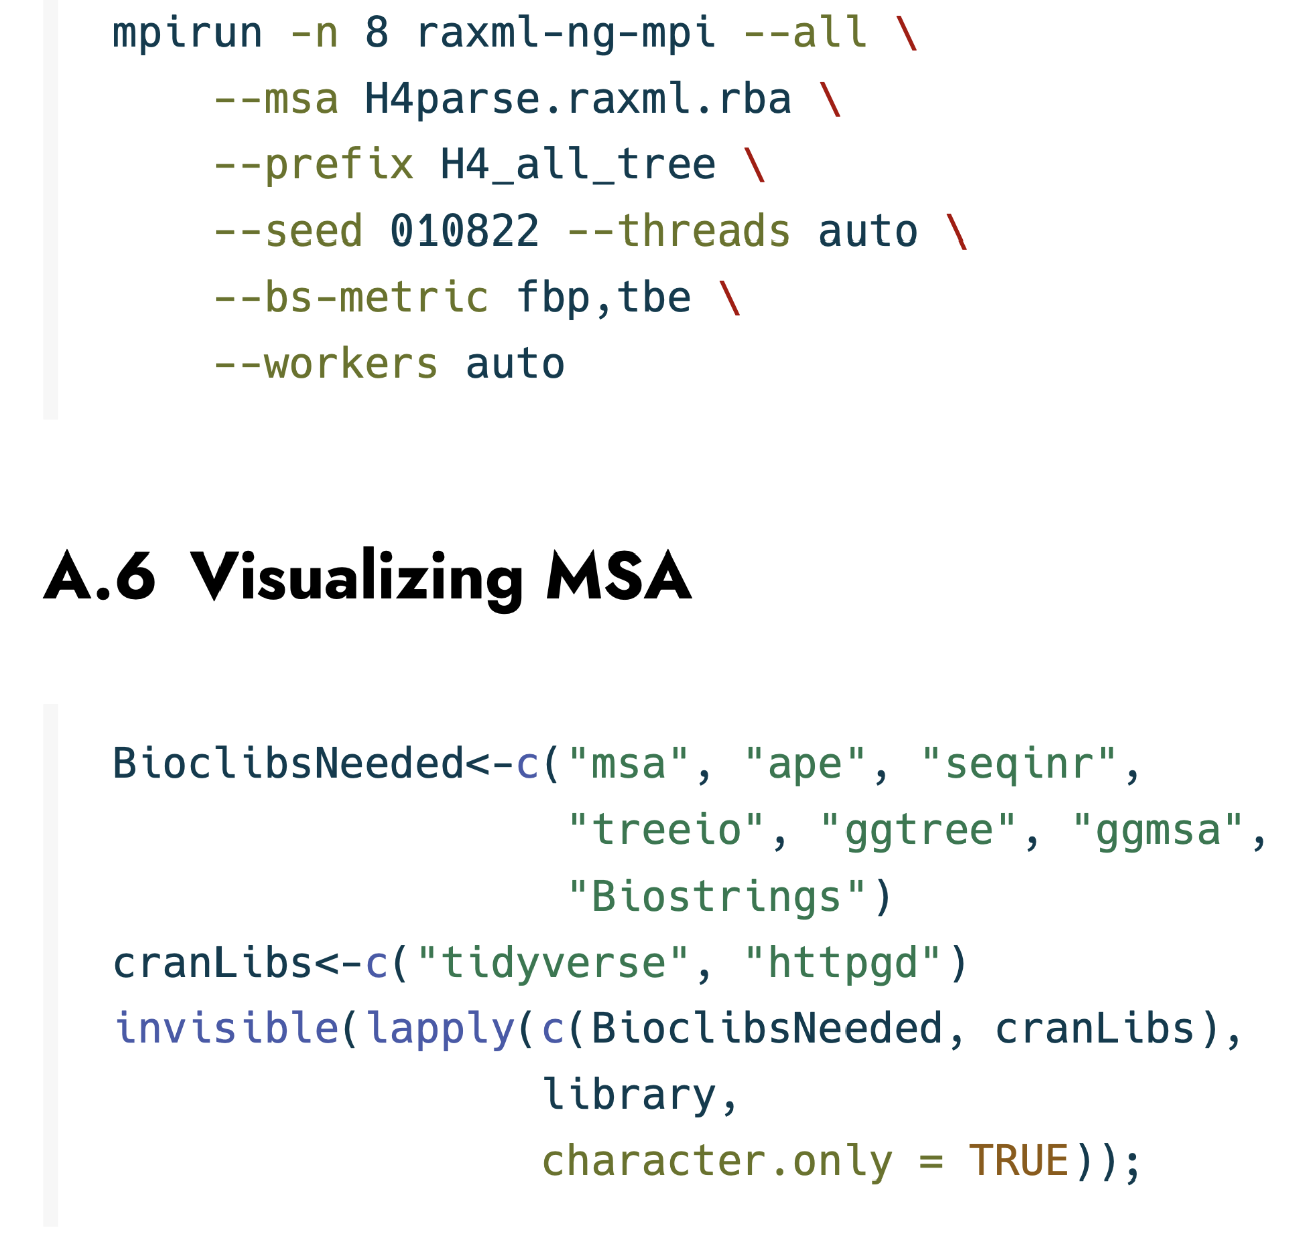 mpirun -n 8 raxml-ng-mpi --all \
--msa H4parse.raxml.rba \
--prefix H4_all_tree \
--seed 010822 --threads auto \
--bs-metric fbp,tbe \
--workers auto
A.6 Visualizing MSA
BioclibsNeeded<-c("msa", "ape", "seqinr",
"treeio", "ggtree", "ggmsa",
"Biostrings")
cranLibs<-c("tidyverse", "httpgd")
invisible(lapply(c(BioclibsNeeded, cranLibs),
library,
character.only = TRUE));